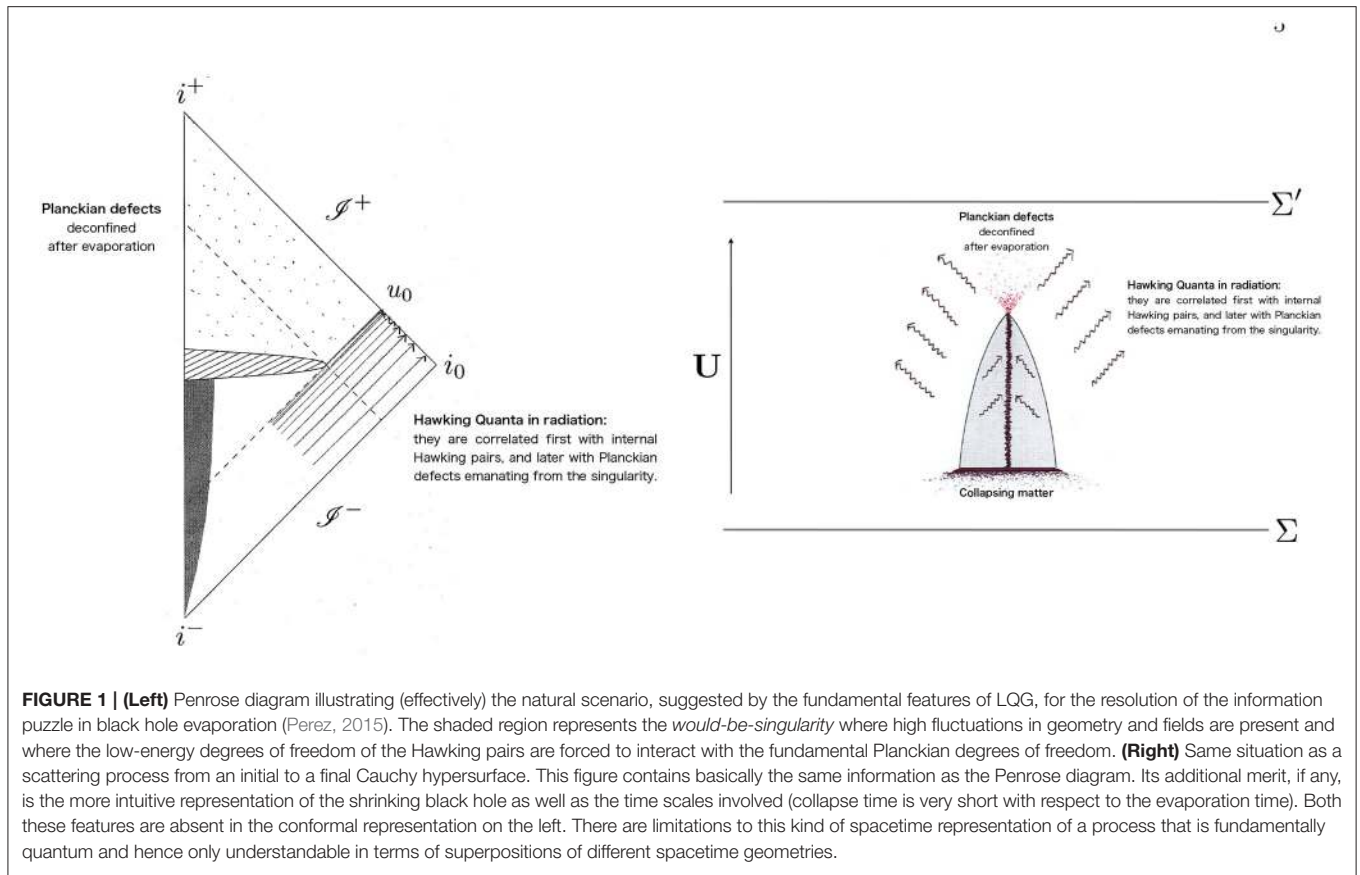 i⁺
Planckian defects
deconfined
after evaporation
ℐ⁺
u₀
i₀
Hawking Quanta in radiation:
they are correlated first with internal
Hawking pairs, and later with Planckian
defects emanating from the singularity.
ℐ⁻
i⁻
Σ′
Planckian defects
deconfined
after evaporation
Hawking Quanta in radiation:
they are correlated first with internal
Hawking pairs, and later with Planckian
defects emanating from the singularity.
U
Collapsing matter
Σ
FIGURE 1 | (Left) Penrose diagram illustrating (effectively) the natural scenario, suggested by the fundamental features of LQG, for the resolution of the information
puzzle in black hole evaporation (Perez, 2015). The shaded region represents the would-be-singularity where high fluctuations in geometry and fields are present and
where the low-energy degrees of freedom of the Hawking pairs are forced to interact with the fundamental Planckian degrees of freedom. (Right) Same situation as a
scattering process from an initial to a final Cauchy hypersurface. This figure contains basically the same information as the Penrose diagram. Its additional merit, if any,
is the more intuitive representation of the shrinking black hole as well as the time scales involved (collapse time is very short with respect to the evaporation time). Both
these features are absent in the conformal representation on the left. There are limitations to this kind of spacetime representation of a process that is fundamentally
quantum and hence only understandable in terms of superpositions of different spacetime geometries.